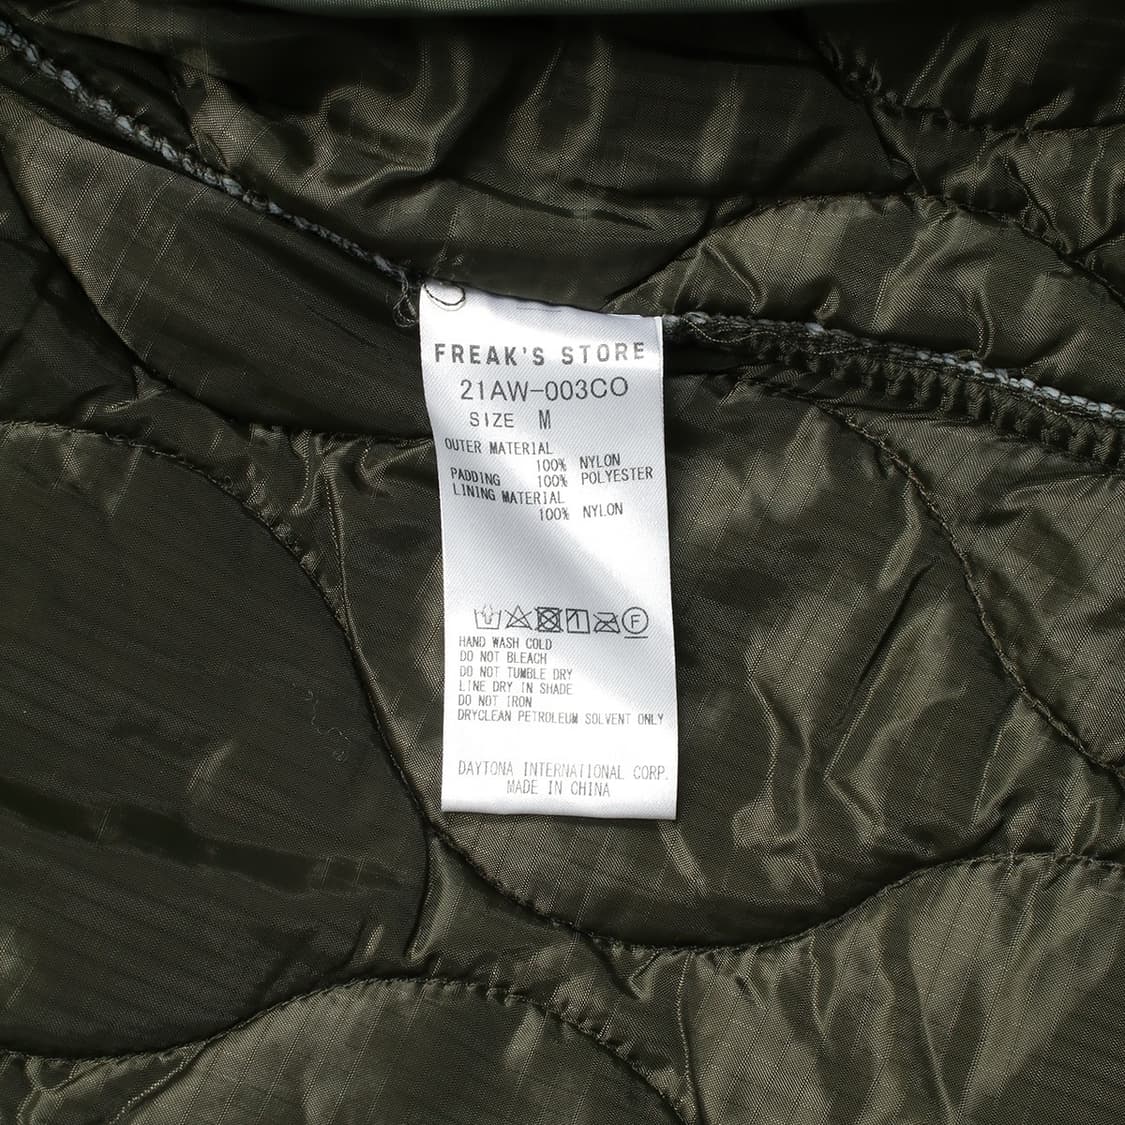 FREAK'S STORE
21AW-003CO
SIZE M
OUTER MATERIAL
100% NYLON
PADDING 100% POLYESTER
LINING MATERIAL
100% NYLON
F
HAND WASH COLD
DO NOT BLEACH
DO NOT TUMBLE DRY
LINE DRY IN SHADE
DO NOT IRON
DRYCLEAN PETROLEUM SOLVENT ONLY
DAYTONA INTERNATIONAL CORP.
MADE IN CHINA